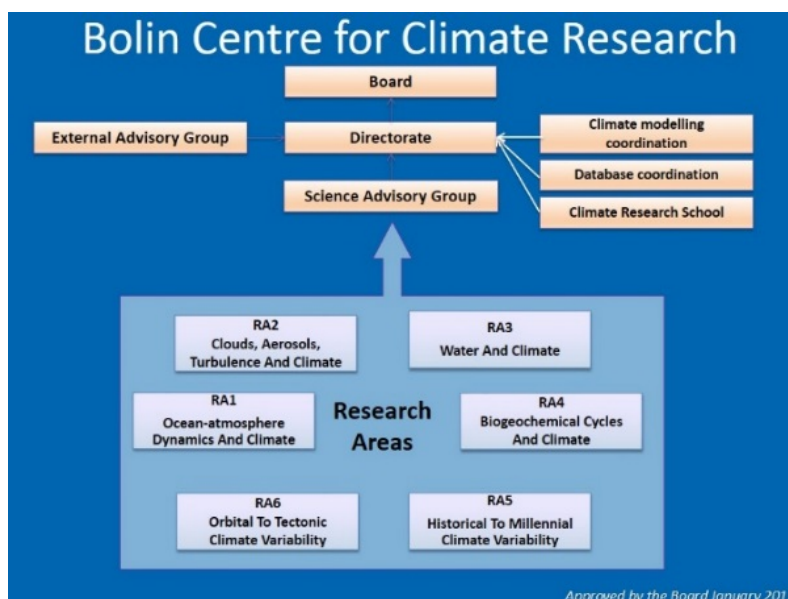 Bolin Centre for Climate Research
Board
External Advisory Group
Directorate
Climate modelling
coordination
Database coordination
Science Advisory Group
Climate Research School
RA2
Clouds, Aerosols,
Turbulence And Climate
RA3
Water And Climate
RA1
Ocean-atmosphere
Dynamics And Climate
Research
Areas
RA4
Biogeochemical Cycles
And Climate
RA6
Orbital To Tectonic
Climate Variability
RA5
Historical To Millennial
Climate Variability
Approved by the Board January 201